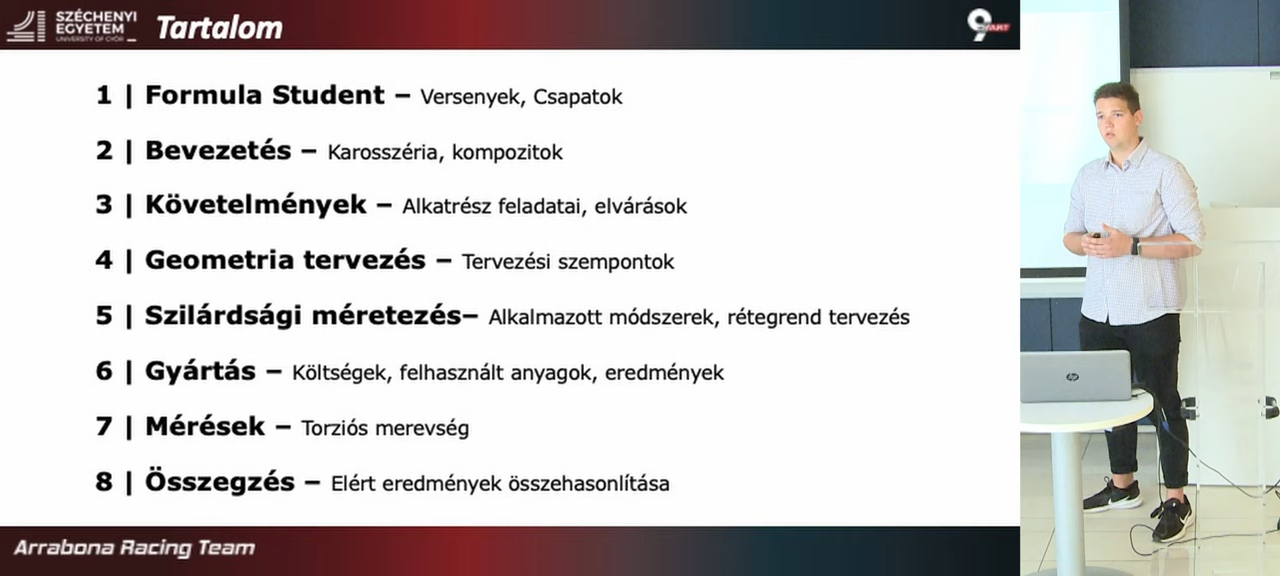 SZÉCHENYI
EGYETEM
UNIVERSITY OF GYŐR
Tartalom
9
1 | Formula Student – Versenyek, Csapatok
2 | Bevezetés – Karosszéria, kompozitok
3 | Követelmények – Alkatrész feladatai, elvárások
4 | Geometria tervezés – Tervezési szempontok
5 | Szilárdsági méretezés– Alkalmazott módszerek, rétegrend tervezés
6 | Gyártás – Költségek, felhasznált anyagok, eredmények
7 | Mérések – Torziós merevség
8 | Összegzés – Elért eredmények összehasonlítása
Arrabona Racing Team
hp